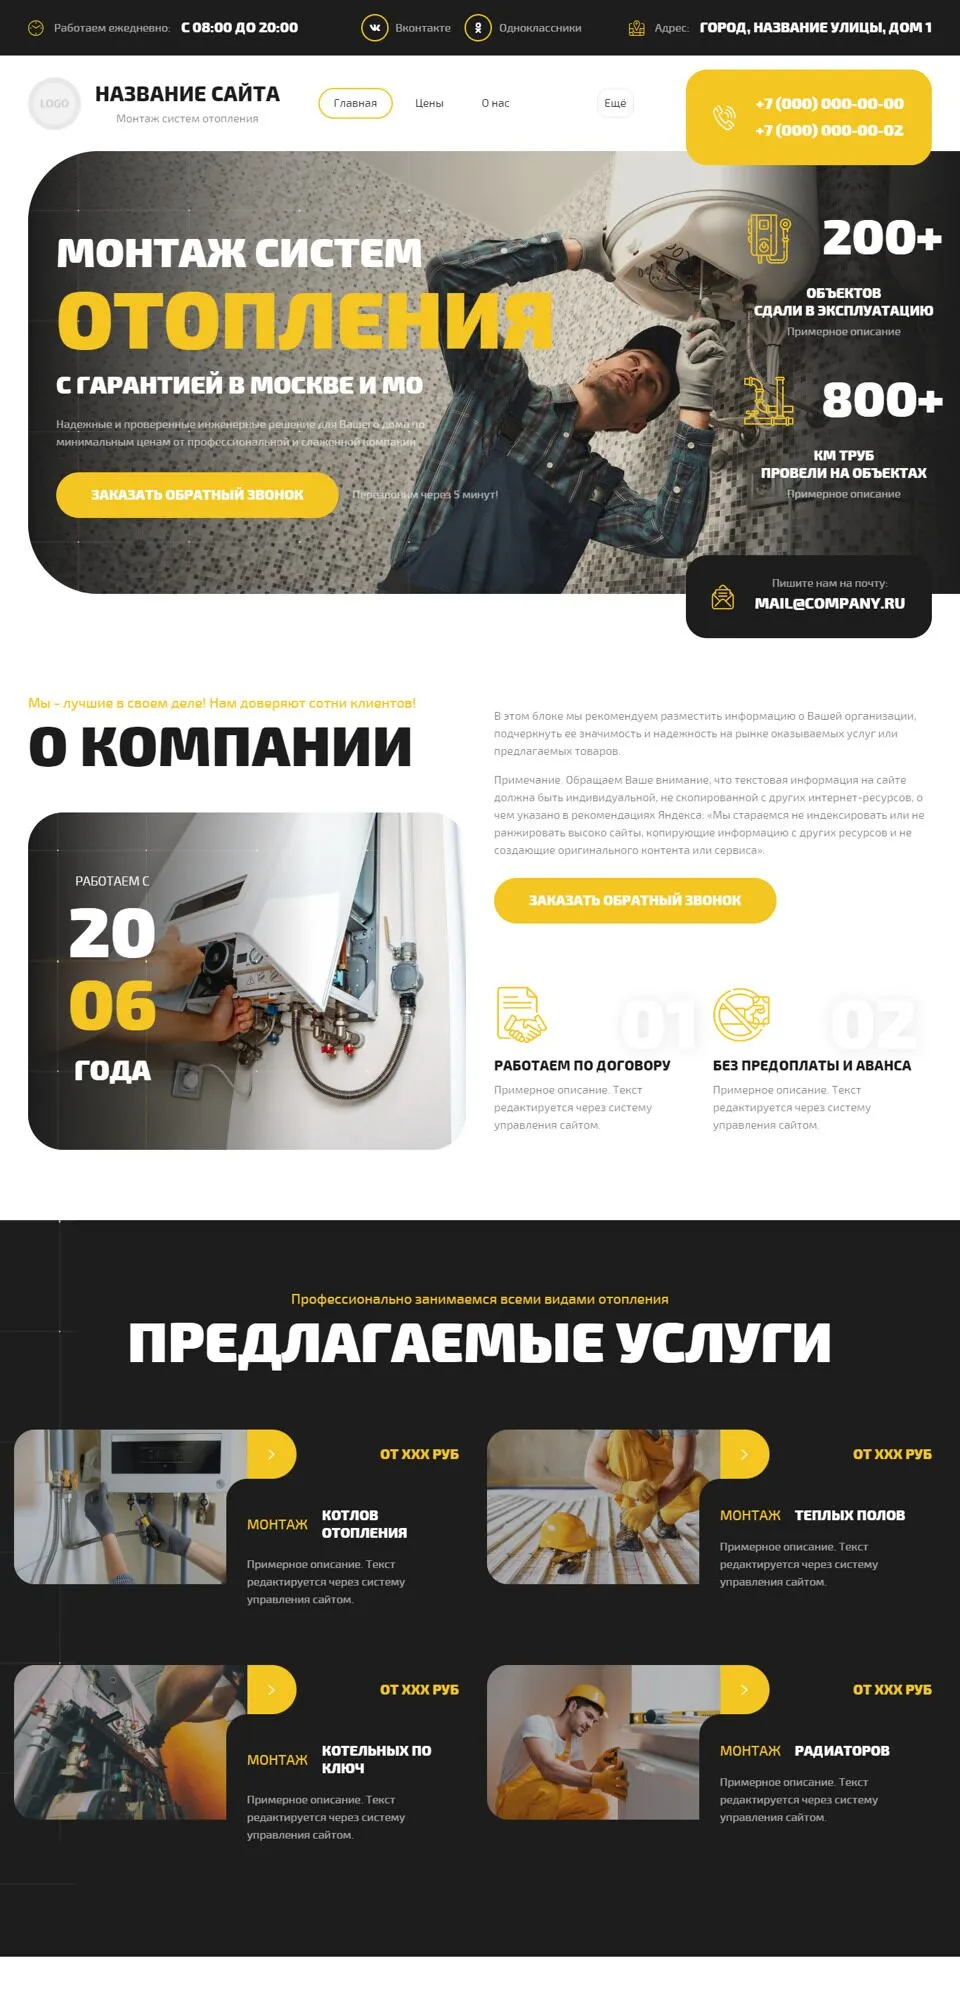 Работаем ежедневно: С 08:00 ДО 20:00
Вконтакте
Одноклассники
Адрес: ГОРОД, НАЗВАНИЕ УЛИЦЫ, ДОМ 1
LOGO
НАЗВАНИЕ САЙТА
Монтаж систем отопления
Главная
Цены
О нас
Ещё
+7 (000) 000-00-00
+7 (000) 000-00-02
МОНТАЖ СИСТЕМ
ОТОПЛЕНИЯ
С ГАРАНТИЕЙ В МОСКВЕ И МО
Надежные и проверенные инженерные решение для Вашего дома по
минимальным ценам от профессиональной и слаженной компании
ЗАКАЗАТЬ ОБРАТНЫЙ ЗВОНОК
Перезвоним через 5 минут!
200+
ОБЪЕКТОВ
СДАЛИ В ЭКСПЛУАТАЦИЮ
Примерное описание
800+
КМ ТРУБ
ПРОВЕЛИ НА ОБЪЕКТАХ
Примерное описание
Пишите нам на почту:
MAIL@COMPANY.RU
Мы - лучшие в своем деле! Нам доверяют сотни клиентов!
О КОМПАНИИ
РАБОТАЕМ С
20
06
ГОДА
В этом блоке мы рекомендуем разместить информацию о Вашей организации,
подчеркнуть ее значимость и надежность на рынке оказываемых услуг или
предлагаемых товаров.
Примечание. Обращаем Ваше внимание, что текстовая информация на сайте
должна быть индивидуальной, не скопированной с других интернет-ресурсов, о
чем указано в рекомендациях Яндекса: «Мы стараемся не индексировать или не
ранжировать высоко сайты, копирующие информацию с других ресурсов и не
создающие оригинального контента или сервиса».
ЗАКАЗАТЬ ОБРАТНЫЙ ЗВОНОК
01
РАБОТАЕМ ПО ДОГОВОРУ
Примерное описание. Текст
редактируется через систему
управления сайтом.
02
БЕЗ ПРЕДОПЛАТЫ И АВАНСА
Примерное описание. Текст
редактируется через систему
управления сайтом.
Профессионально занимаемся всеми видами отопления
ПРЕДЛАГАЕМЫЕ УСЛУГИ
ОТ XXX РУБ
МОНТАЖ
КОТЛОВ
ОТОПЛЕНИЯ
Примерное описание. Текст
редактируется через систему
управления сайтом.
ОТ XXX РУБ
МОНТАЖ ТЕПЛЫХ ПОЛОВ
Примерное описание. Текст
редактируется через систему
управления сайтом.
ОТ XXX РУБ
МОНТАЖ
КОТЕЛЬНЫХ ПО
КЛЮЧ
Примерное описание. Текст
редактируется через систему
управления сайтом.
ОТ XXX РУБ
МОНТАЖ РАДИАТОРОВ
Примерное описание. Текст
редактируется через систему
управления сайтом.